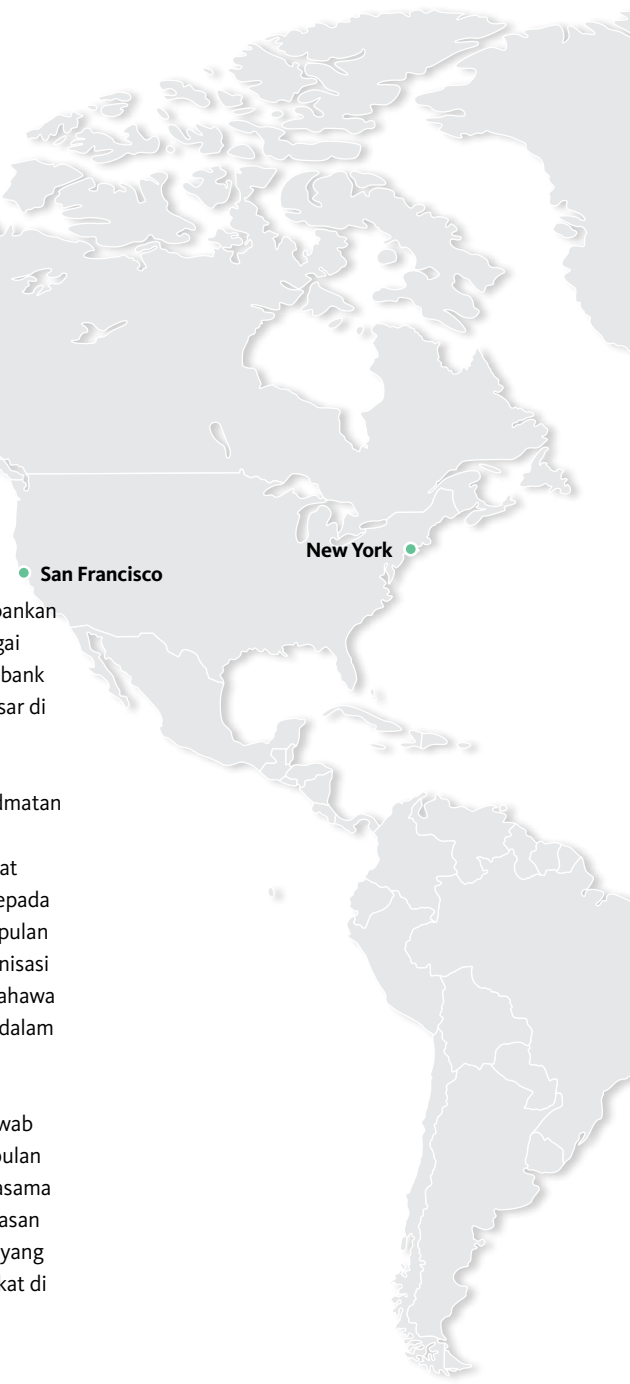 New York
San Francisco
bankan
gai
bank
sar di
dmatan
at
epada
pulan
nisasi
ahawa
dalam
wab
pulan
asama
asan
yang
kat di